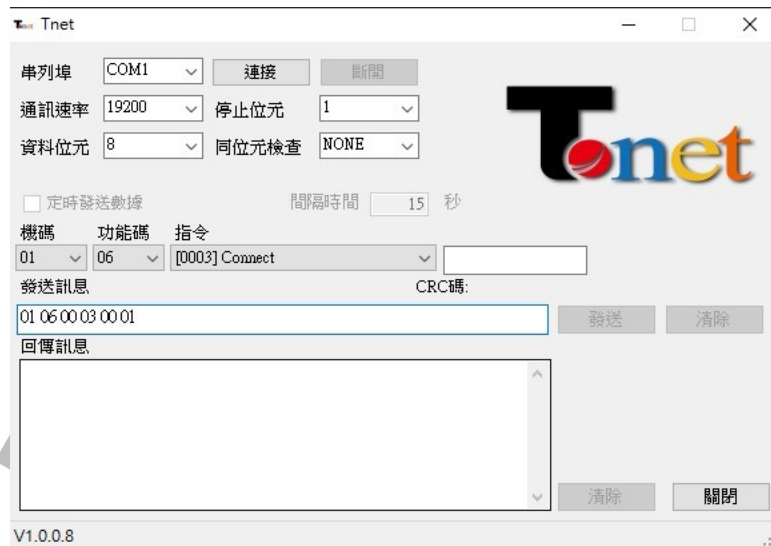 Tnet
串列埠 COM1 連接 斷開
通訊速率 19200 停止位元 1
資料位元 8 同位元檢查 NONE
Tonet
定時發送數據 間隔時間 15 秒
機碼 功能碼 指令
01 06 [0003] Connect
發送訊息 CRC碼:
01 06 00 03 00 01 發送 清除
回傳訊息
清除 關閉
V1.0.0.8